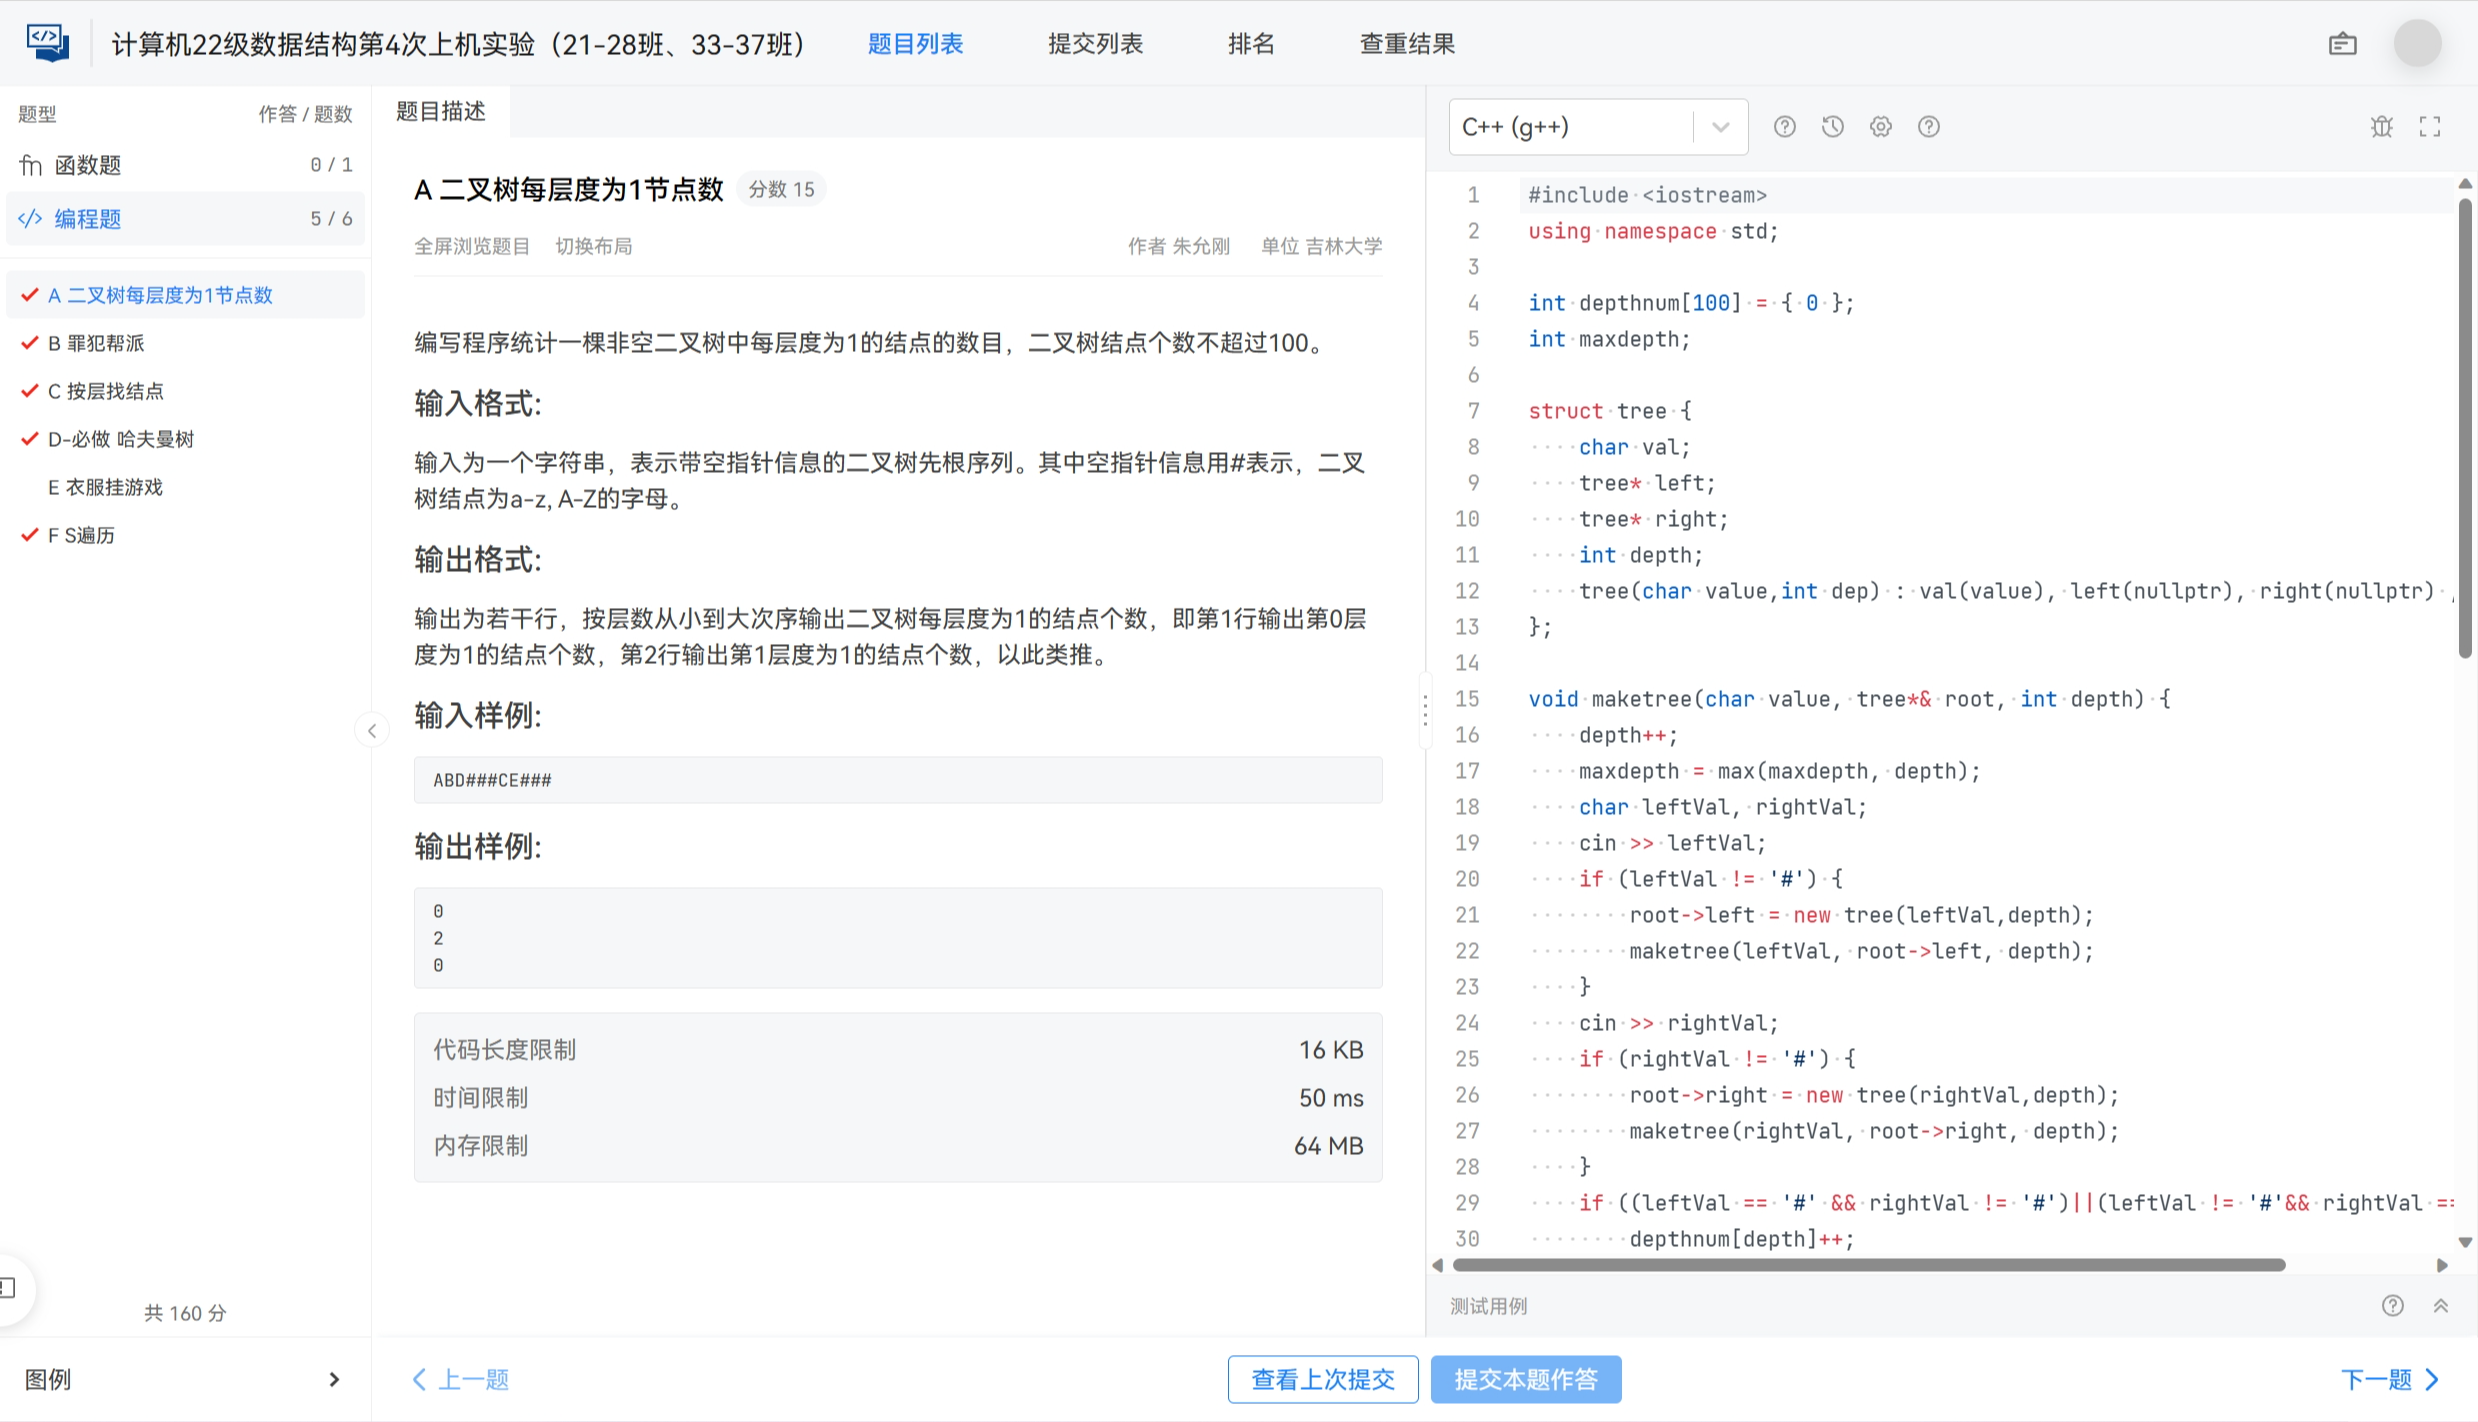 计算机22级数据结构第4次上机实验（21-28班、33-37班）
题目列表
提交列表
排名
查重结果
题型
作答 / 题数
函数题
0 / 1
编程题
5 / 6
A 二叉树每层度为1节点数
B 罪犯帮派
C 按层找结点
D-必做 哈夫曼树
E 衣服挂游戏
F S遍历
共 160 分
图例
题目描述
A 二叉树每层度为1节点数
分数 15
全屏浏览题目
切换布局
作者 朱允刚
单位 吉林大学
编写程序统计一棵非空二叉树中每层度为1的结点的数目，二叉树结点个数不超过100。
输入格式:
输入为一个字符串，表示带空指针信息的二叉树先根序列。其中空指针信息用#表示，二叉
树结点为a-z, A-Z的字母。
输出格式:
输出为若干行，按层数从小到大次序输出二叉树每层度为1的结点个数，即第1行输出第0层
度为1的结点个数，第2行输出第1层度为1的结点个数，以此类推。
输入样例:
ABD###CE###
输出样例:
0
2
0
代码长度限制
16 KB
时间限制
50 ms
内存限制
64 MB
上一题
查看上次提交
提交本题作答
下一题
C++ (g++)
1 #include <iostream>
2 using namespace std;
3
4 int depthnum[100] = { 0 };
5 int maxdepth;
6
7 struct tree {
8     char val;
9     tree* left;
10     tree* right;
11     int depth;
12     tree(char value,int dep) : val(value), left(nullptr), right(nullptr) ,
13 };
14
15 void maketree(char value, tree*& root, int depth) {
16     depth++;
17     maxdepth = max(maxdepth, depth);
18     char leftVal, rightVal;
19     cin >> leftVal;
20     if (leftVal != '#') {
21         root->left = new tree(leftVal,depth);
22         maketree(leftVal, root->left, depth);
23     }
24     cin >> rightVal;
25     if (rightVal != '#') {
26         root->right = new tree(rightVal,depth);
27         maketree(rightVal, root->right, depth);
28     }
29     if ((leftVal == '#' && rightVal != '#')||(leftVal != '#'&& rightVal ==
30         depthnum[depth]++;
测试用例